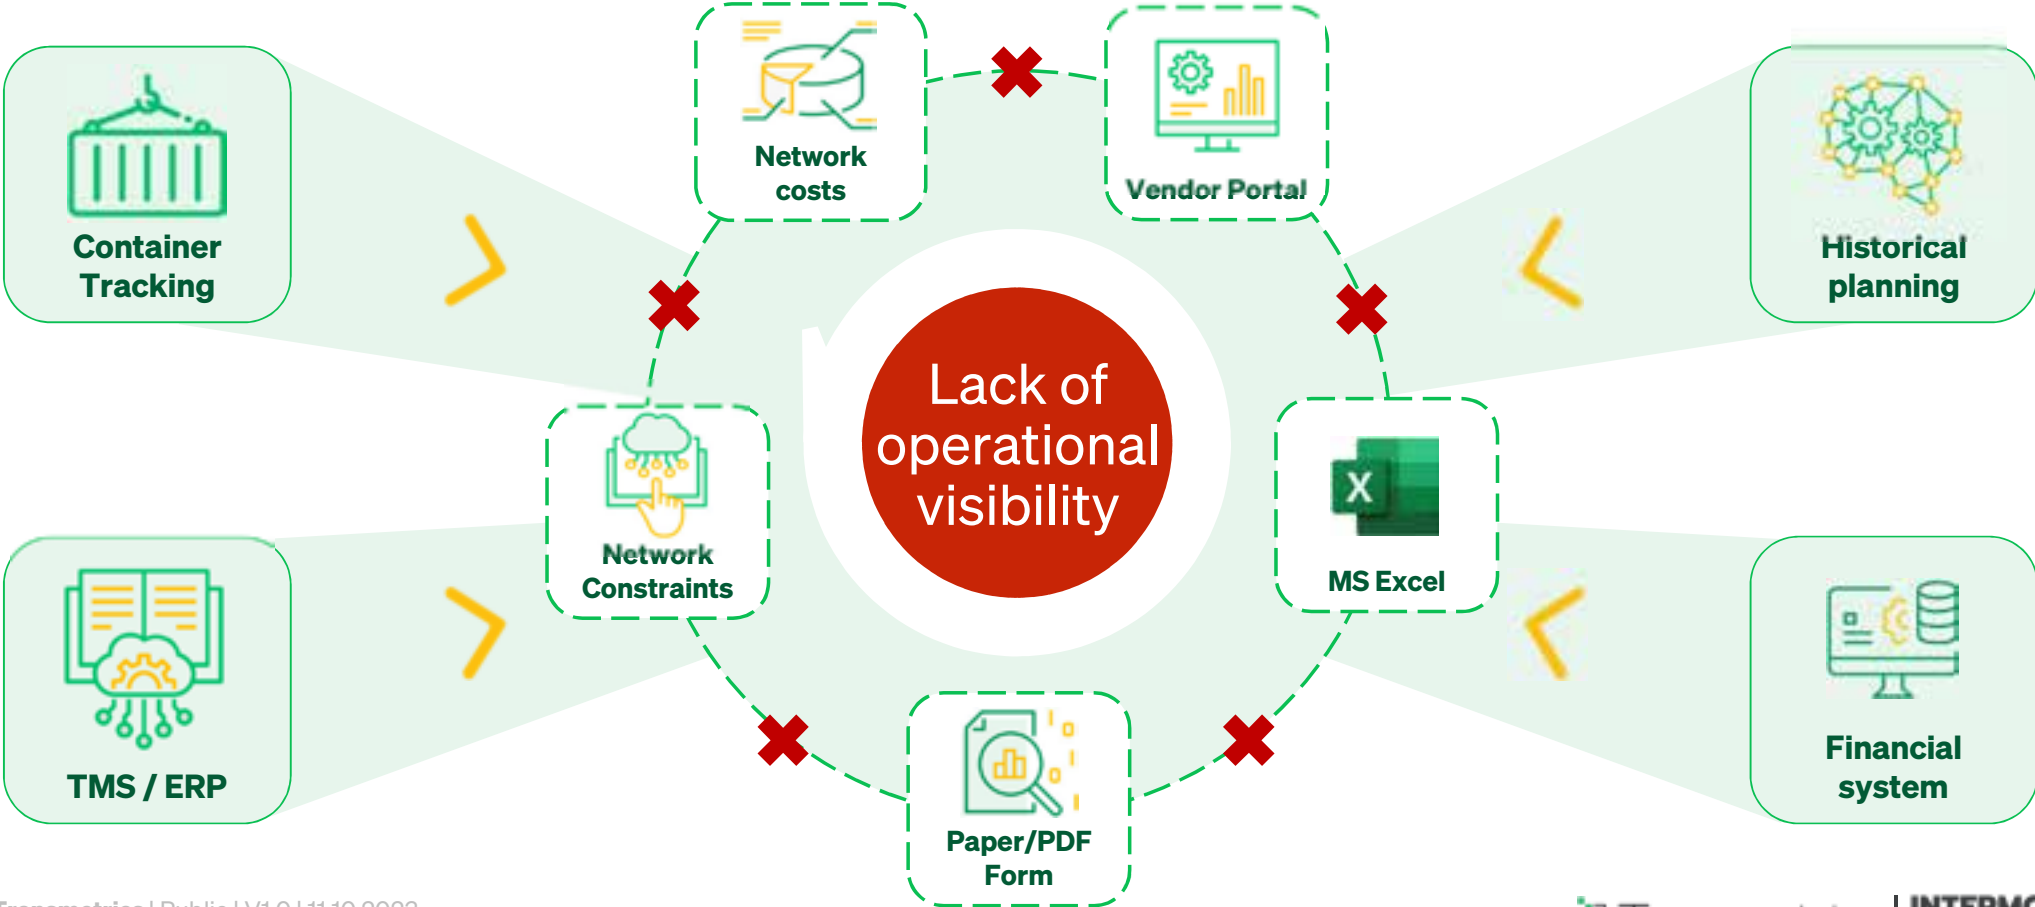 Network
costs
Vendor Portal
Container
Tracking
Historical
planning
Lack of
operational
visibility
Network
Constraints
X
MS Excel
TMS / ERP
Financial
system
Paper/PDF
Form